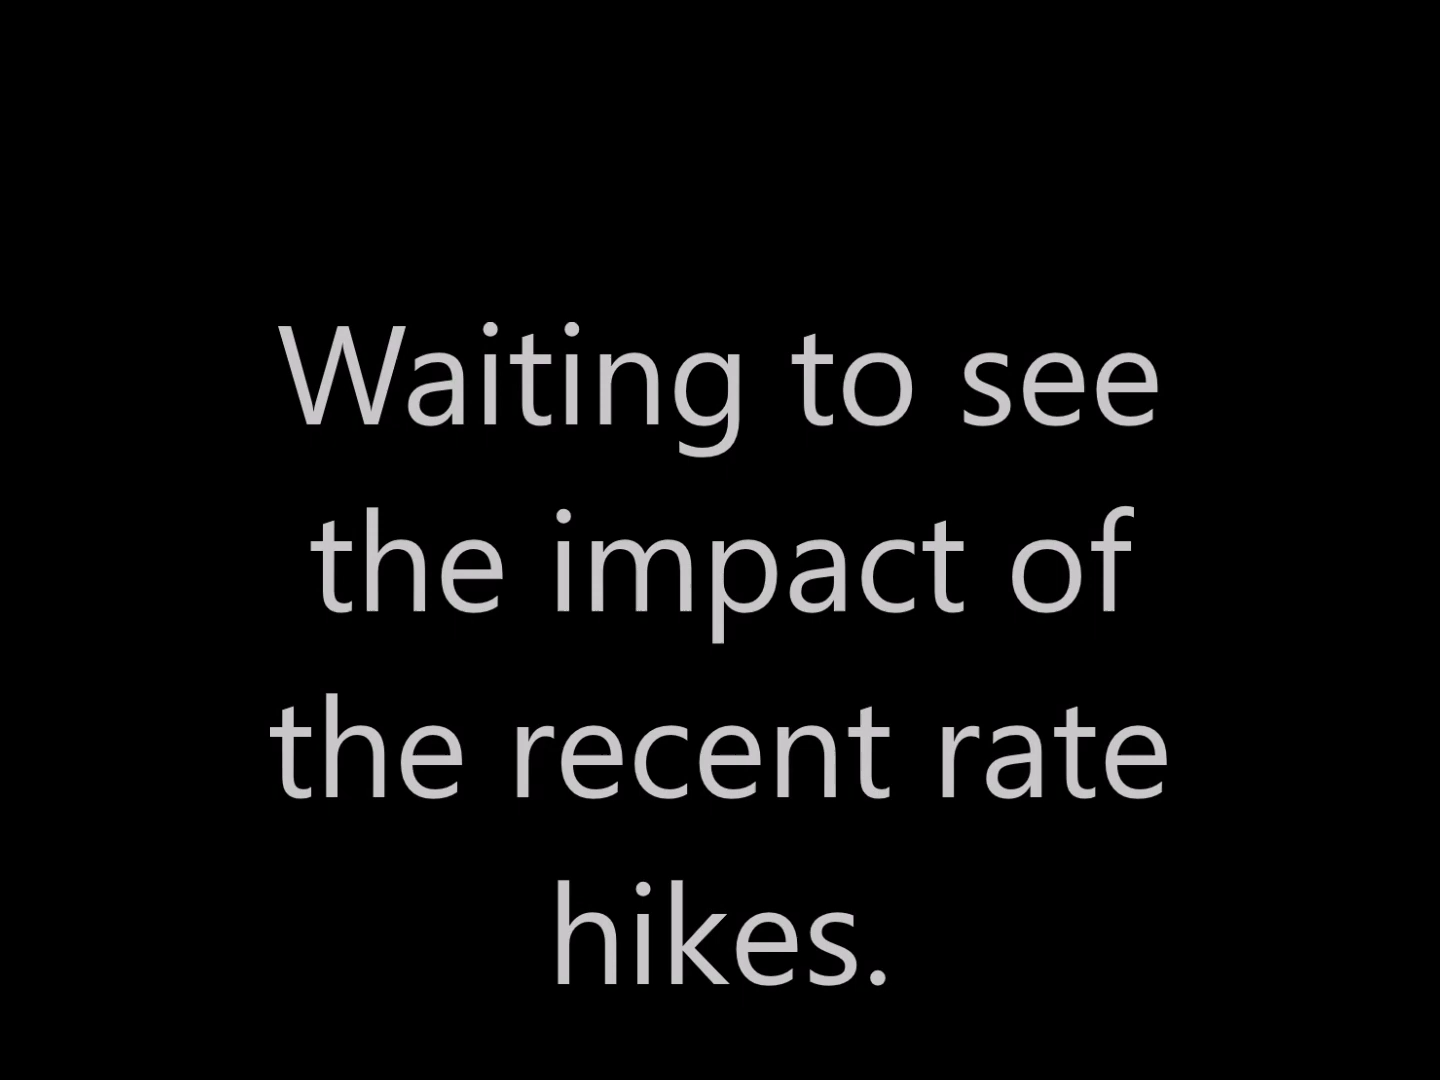 Waiting to see
the impact of
the recent rate
hikes.